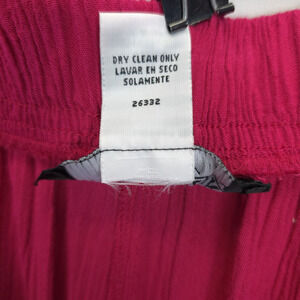 DRY CLEAN ONLY
LAVAR EN SECO
SOLAMENTE
26332